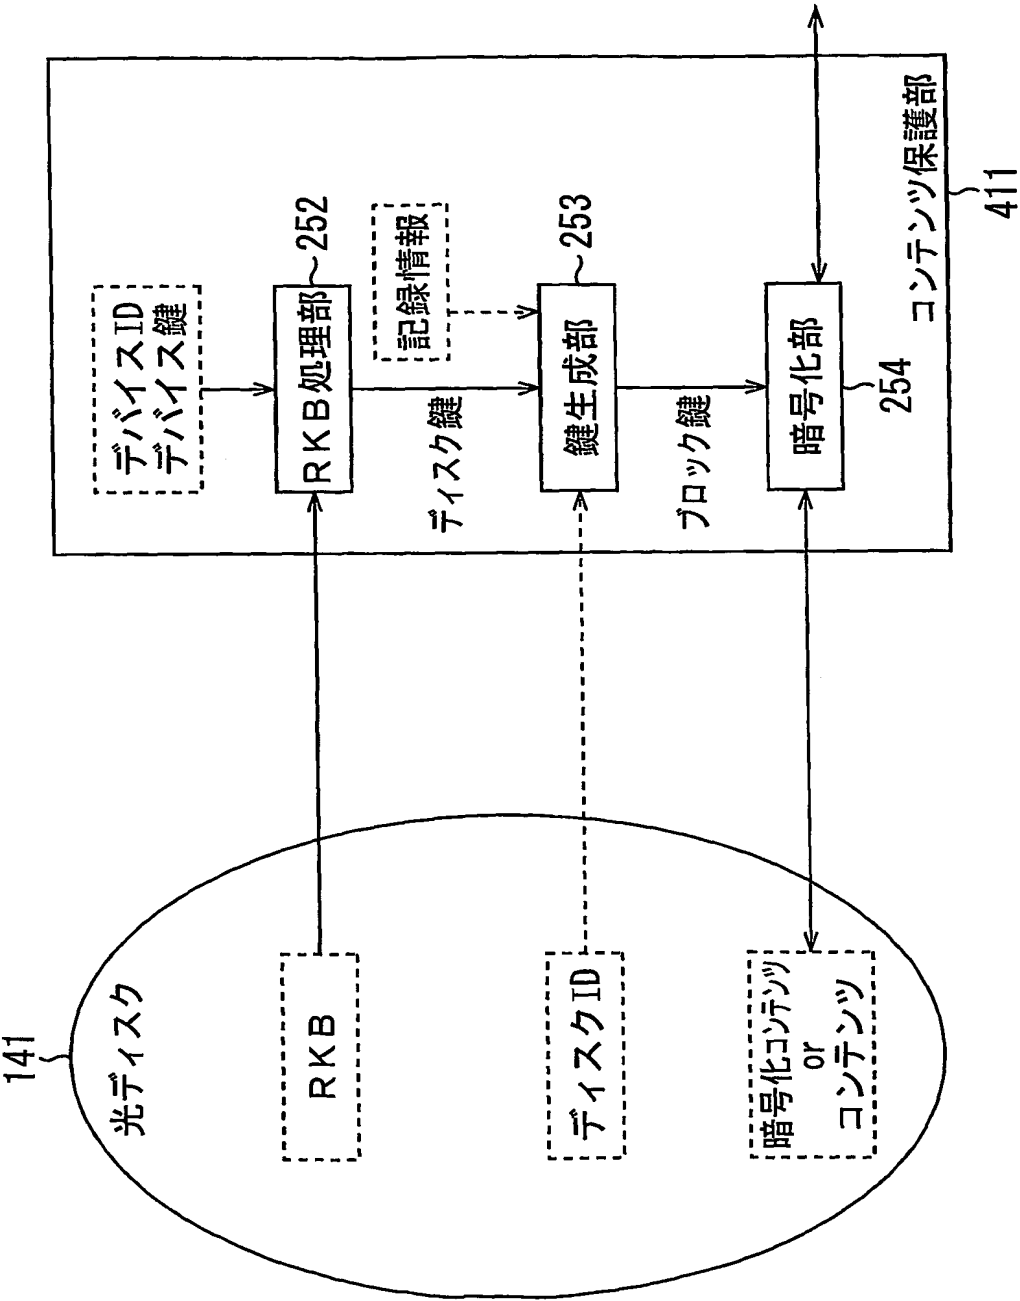 141
光ディスク
RKB
ディスクID
暗号化コンテンツ
or
コンテンツ
デバイスID
デバイス鍵
RKB処理部
252
ディスク鍵
記録情報
鍵生成部
253
ブロック鍵
暗号化部
254
コンテンツ保護部
411